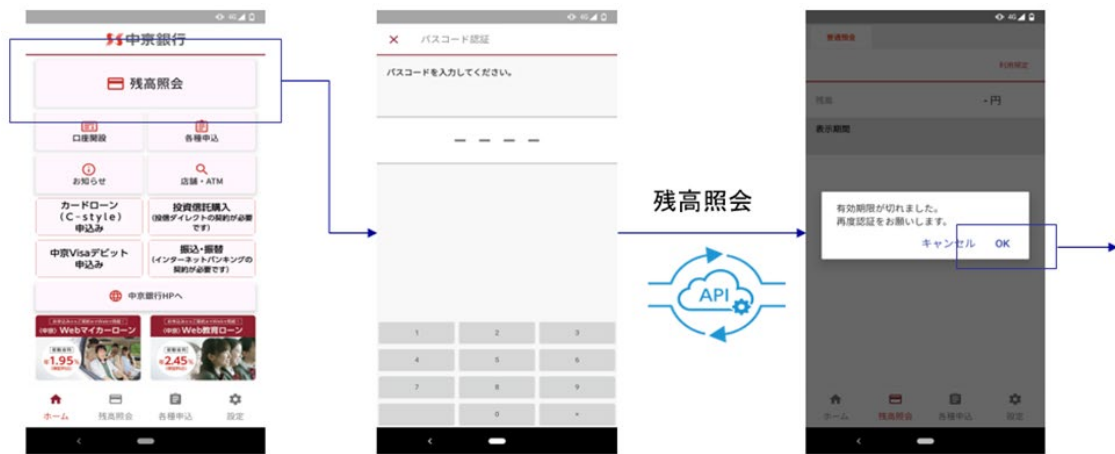 4G
中京銀行
残高照会
口座開設
各種申込
お知らせ
店舗・ATM
カードローン
(C-style)
申込み
投資信託購入
(投信ダイレクトの契約が必要
です)
中京Visaデビット
申込み
振込・振替
(インターネットバンキングの
契約が必要です)
中京銀行HPへ
〈中京〉Webマイカーローン
1.95%
〈中京〉Web教育ローン
2.45%
ホーム
残高照会
各種申込
設定
4G
× パスコード認証
パスコードを入力してください。
1 2 3
4 5 6
7 8 9
0
残高照会
API
4G
普通預金
利用規定
残高
- 円
表示期間
有効期限が切れました。
再度認証をお願いします。
キャンセル OK
ホーム
残高照会
各種申込
設定